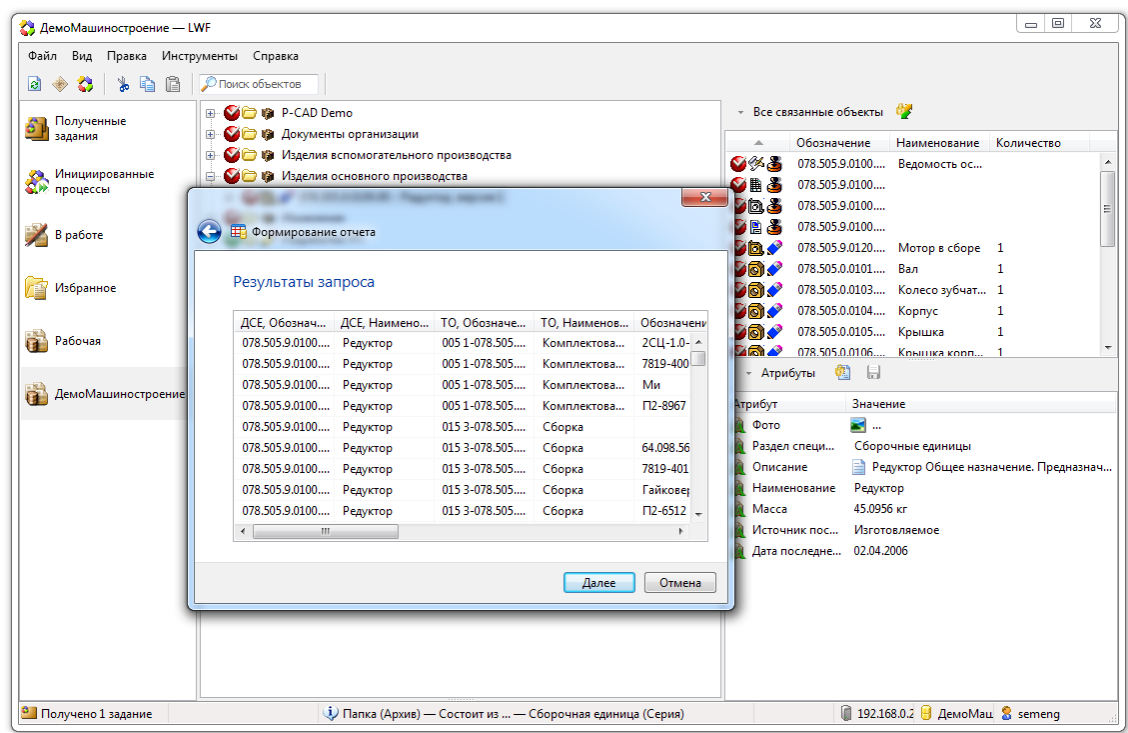 ДемоМашиностроение — LWF
Файл Вид Правка Инструменты Справка
Поиск объектов
Полученные
задания
Инициированные
процессы
В работе
Избранное
Рабочая
ДемоМашиностроение
P-CAD Demo
Документы организации
Изделия вспомогательного производства
Изделия основного производства
Формирование отчета
Результаты запроса
ДСЕ, Обознач... ДСЕ, Наимено... ТО, Обозначе... ТО, Наименов... Обозначени
078.505.9.0100.... Редуктор 005 1-078.505.... Комплектова... 2СЦ-1.0-
078.505.9.0100.... Редуктор 005 1-078.505.... Комплектова... 7819-400
078.505.9.0100.... Редуктор 005 1-078.505.... Комплектова... Ми
078.505.9.0100.... Редуктор 005 1-078.505.... Комплектова... П2-8967
078.505.9.0100.... Редуктор 015 3-078.505.... Сборка
078.505.9.0100.... Редуктор 015 3-078.505.... Сборка 64.098.56
078.505.9.0100.... Редуктор 015 3-078.505.... Сборка 7819-401
078.505.9.0100.... Редуктор 015 3-078.505.... Сборка Гайковер
078.505.9.0100.... Редуктор 015 3-078.505.... Сборка П2-6512
Далее Отмена
Все связанные объекты
Обозначение Наименование Количество
078.505.9.0100.... Ведомость ос...
078.505.9.0100....
078.505.9.0100....
078.505.9.0100....
078.505.9.0120.... Мотор в сборе 1
078.505.0.0101.... Вал 1
078.505.0.0103.... Колесо зубчат... 1
078.505.0.0104.... Корпус 1
078.505.0.0105.... Крышка 1
078.505.0.0106.... Крышка корп... 1
Атрибуты
Атрибут Значение
Фото ...
Раздел специ... Сборочные единицы
Описание Редуктор Общее назначение. Предназнач...
Наименование Редуктор
Масса 45.0956 кг
Источник пос... Изготовляемое
Дата последне... 02.04.2006
Получено 1 задание Папка (Архив) — Состоит из ... — Сборочная единица (Серия) 192.168.0.2 ДемоМаш semeng